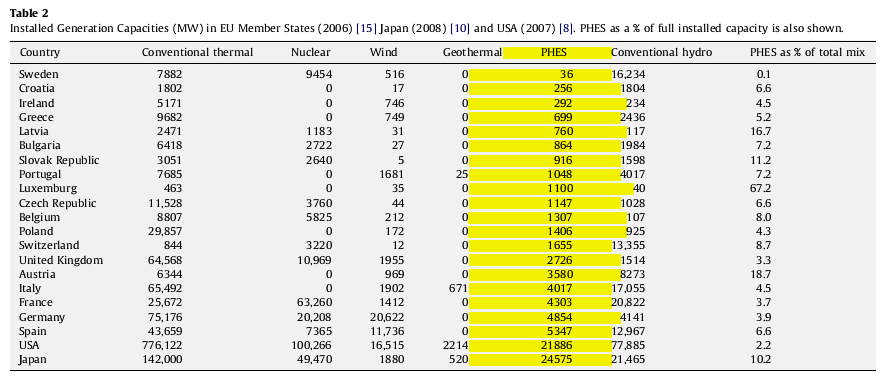 Table 2
Installed Generation Capacities (MW) in EU Member States (2006) [15] Japan (2008) [10] and USA (2007) [8]. PHES as a % of full installed capacity is also shown.
Country Conventional thermal Nuclear Wind Geothermal PHES Conventional hydro PHES as % of total mix
Sweden 7882 9454 516 0 36 16,234 0.1
Croatia 1802 0 17 0 256 1804 6.6
Ireland 5171 0 746 0 292 234 4.5
Greece 9682 0 749 0 699 2436 5.2
Latvia 2471 1183 31 0 760 117 16.7
Bulgaria 6418 2722 27 0 864 1984 7.2
Slovak Republic 3051 2640 5 0 916 1598 11.2
Portugal 7685 0 1681 25 1048 4017 7.2
Luxemburg 463 0 35 0 1100 40 67.2
Czech Republic 11,528 3760 44 0 1147 1028 6.6
Belgium 8807 5825 212 0 1307 107 8.0
Poland 29,857 0 172 0 1406 925 4.3
Switzerland 844 3220 12 0 1655 13,355 8.7
United Kingdom 64,568 10,969 1955 0 2726 1514 3.3
Austria 6344 0 969 0 3580 8273 18.7
Italy 65,492 0 1902 671 4017 17,055 4.5
France 25,672 63,260 1412 0 4303 20,822 3.7
Germany 75,176 20,208 20,622 0 4854 4141 3.9
Spain 43,659 7365 11,736 0 5347 12,967 6.6
USA 776,122 100,266 16,515 2214 21886 77,885 2.2
Japan 142,000 49,470 1880 520 24575 21,465 10.2